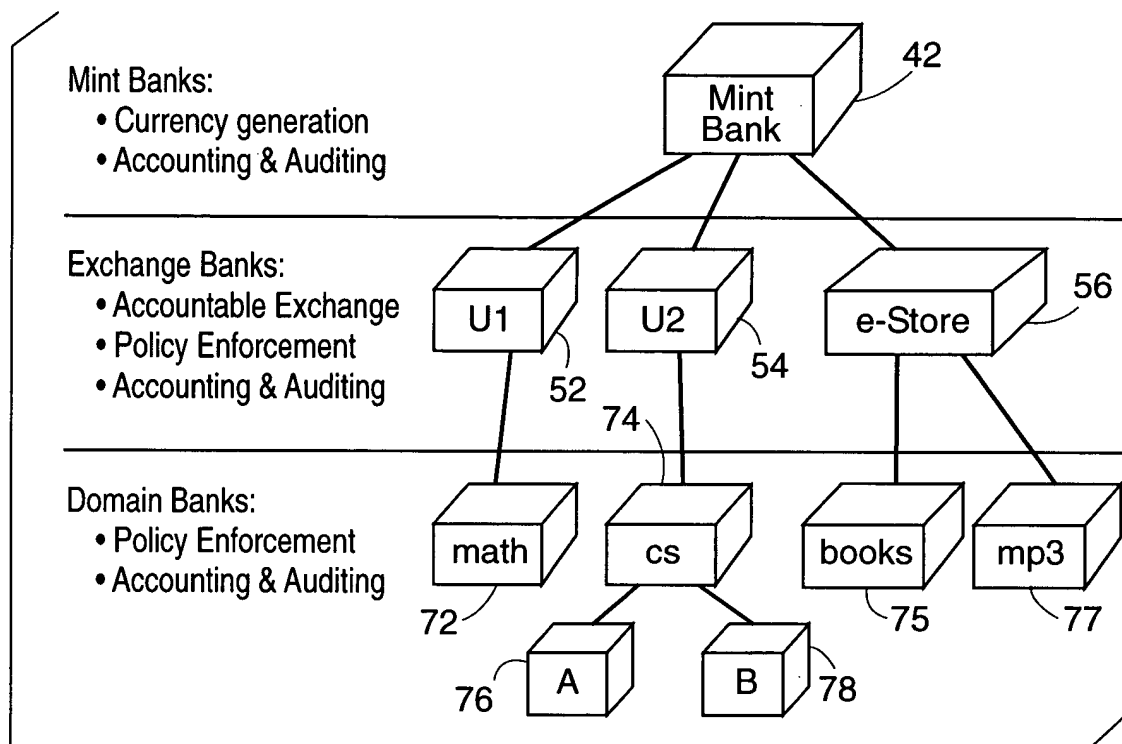 42
Mint Banks:
• Currency generation
• Accounting & Auditing
Mint
Bank
Exchange Banks:
• Accountable Exchange
• Policy Enforcement
• Accounting & Auditing
U1
U2
e-Store
56
52
54
74
Domain Banks:
• Policy Enforcement
• Accounting & Auditing
math
cs
books
mp3
72
75
77
76
A
B
78